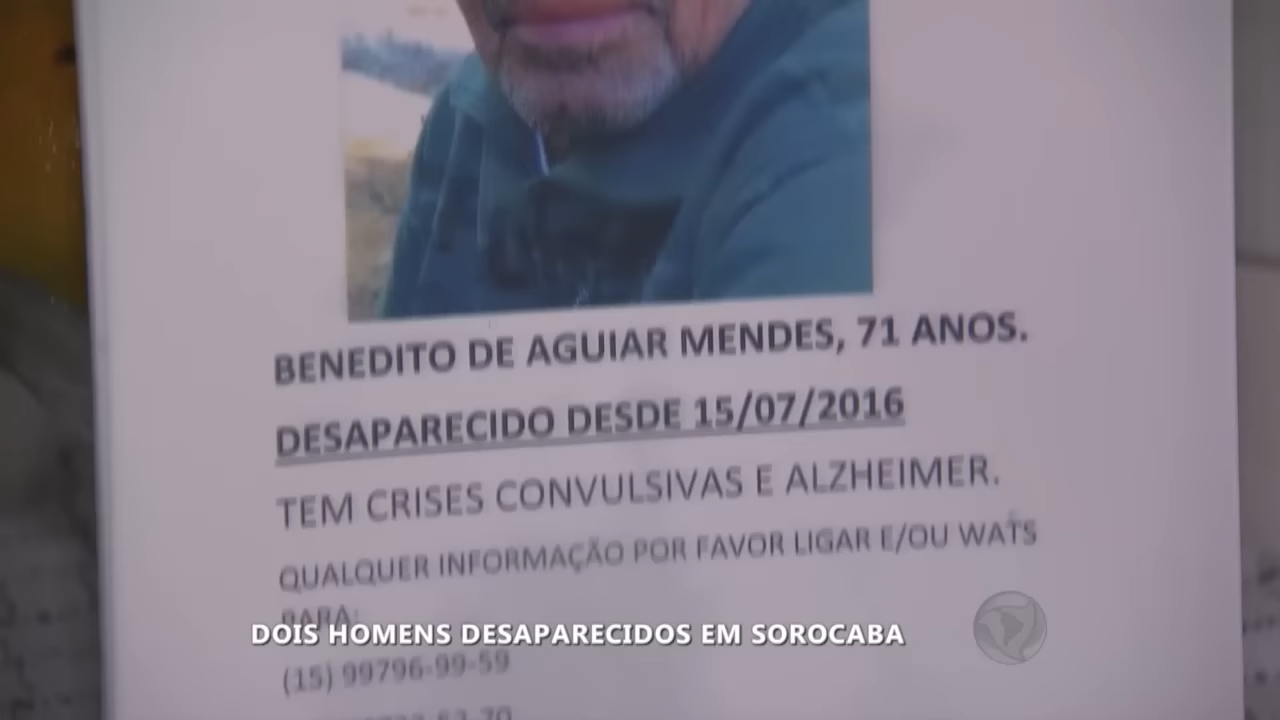 BENEDITO DE AGUIAR MENDES, 71 ANOS.
DESAPARECIDO DESDE 15/07/2016
TEM CRISES CONVULSIVAS E ALZHEIMER.
QUALQUER INFORMAÇÃO POR FAVOR LIGAR E/OU WATS
PARA:
DOIS HOMENS DESAPARECIDOS EM SOROCABA
(15) 99796-99-59